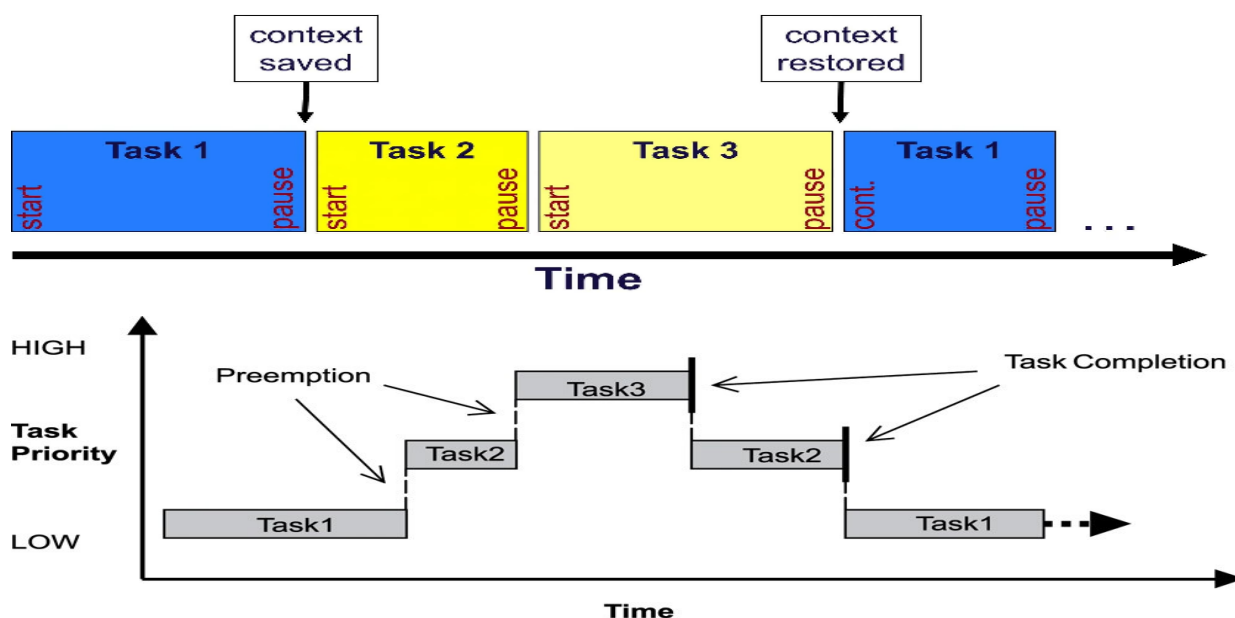 context
saved
context
restored
Task 1
Task 2
Task 3
Task 1
start
pause
start
pause
start
pause
cont.
pause
...
Time
HIGH
Preemption
Task3
Task Completion
Task
Priority
Task2
Task2
LOW
Task1
Task1
Time